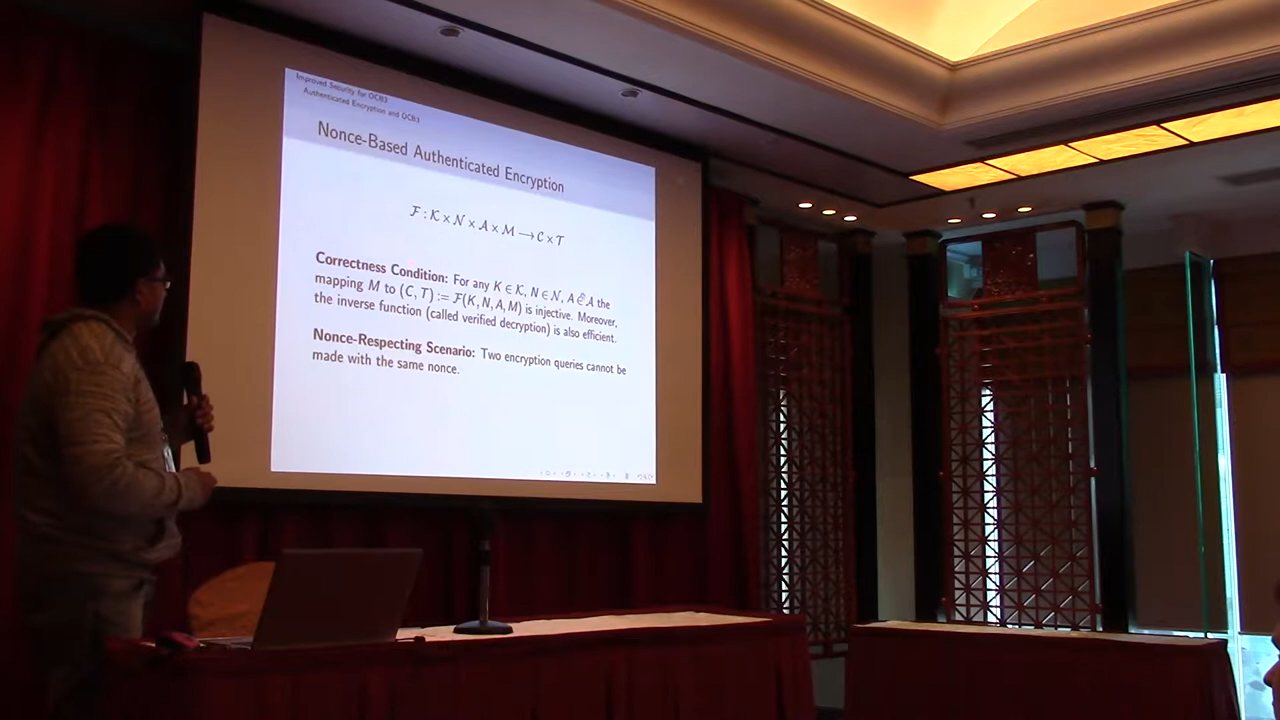 Improved Security for OCB3
Authenticated Encryption and OCB3
Nonce-Based Authenticated Encryption
𝓕 : 𝓚 × 𝓝 × 𝓐 × 𝓜 ⟶ 𝓒 × 𝓣
Correctness Condition: For any K ∈ 𝓚, N ∈ 𝓝, A ∈ 𝓐 the
mapping M to (C, T) := 𝓕(K, N, A, M) is injective. Moreover,
the inverse function (called verified decryption) is also efficient.
Nonce-Respecting Scenario: Two encryption queries cannot be
made with the same nonce.